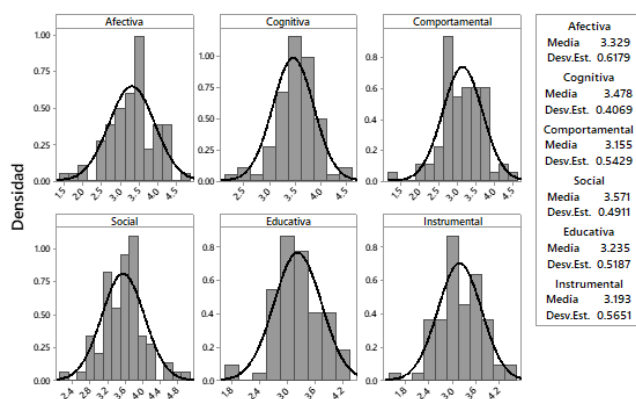 Afectiva
Cognitiva
Comportamental
1.00
0.75
0.50
0.25
0.00
1.5
2.0
2.5
3.0
3.5
4.0
4.5
1.00
0.75
0.50
0.25
0.00
2.5
3.0
3.5
4.0
4.5
0.8
0.6
0.4
0.2
0.0
1.5
2.0
2.5
3.0
3.5
4.0
4.5
Densidad
Social
Educativa
Instrumental
1.00
0.75
0.50
0.25
0.00
2.4
2.8
3.2
3.6
4.0
4.4
4.8
0.8
0.6
0.4
0.2
0.0
1.8
2.4
3.0
3.6
4.2
0.8
0.6
0.4
0.2
0.0
1.8
2.4
3.0
3.6
4.2
Afectiva
Media 3.329
Desv.Est. 0.6179
Cognitiva
Media 3.478
Desv.Est. 0.4069
Comportamental
Media 3.155
Desv.Est. 0.5429
Social
Media 3.571
Desv.Est. 0.4911
Educativa
Media 3.235
Desv.Est. 0.5187
Instrumental
Media 3.193
Desv.Est. 0.5651